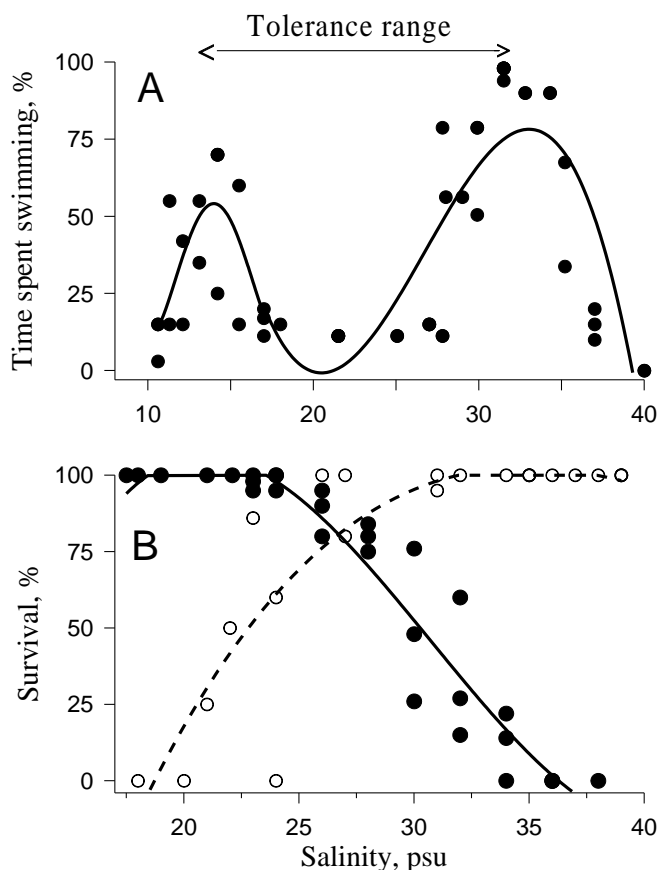 Tolerance range
A
Time spent swimming, %
100
75
50
25
0
10 20 30 40
B
Survival, %
100
75
50
25
0
20 25 30 35 40
Salinity, psu